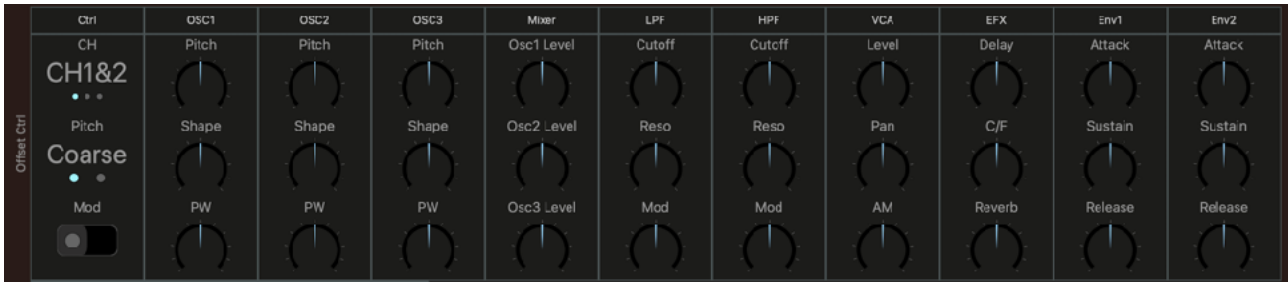 Offset Ctrl
Ctrl OSC1 OSC2 OSC3 Mixer LPF HPF VCA EFX Env1 Env2
CH Pitch Pitch Pitch Osc1 Level Cutoff Cutoff Level Delay Attack Attack
CH1&2
Pitch Shape Shape Shape Osc2 Level Reso Reso Pan C/F Sustain Sustain
Coarse
Mod PW PW PW Osc3 Level Mod Mod AM Reverb Release Release